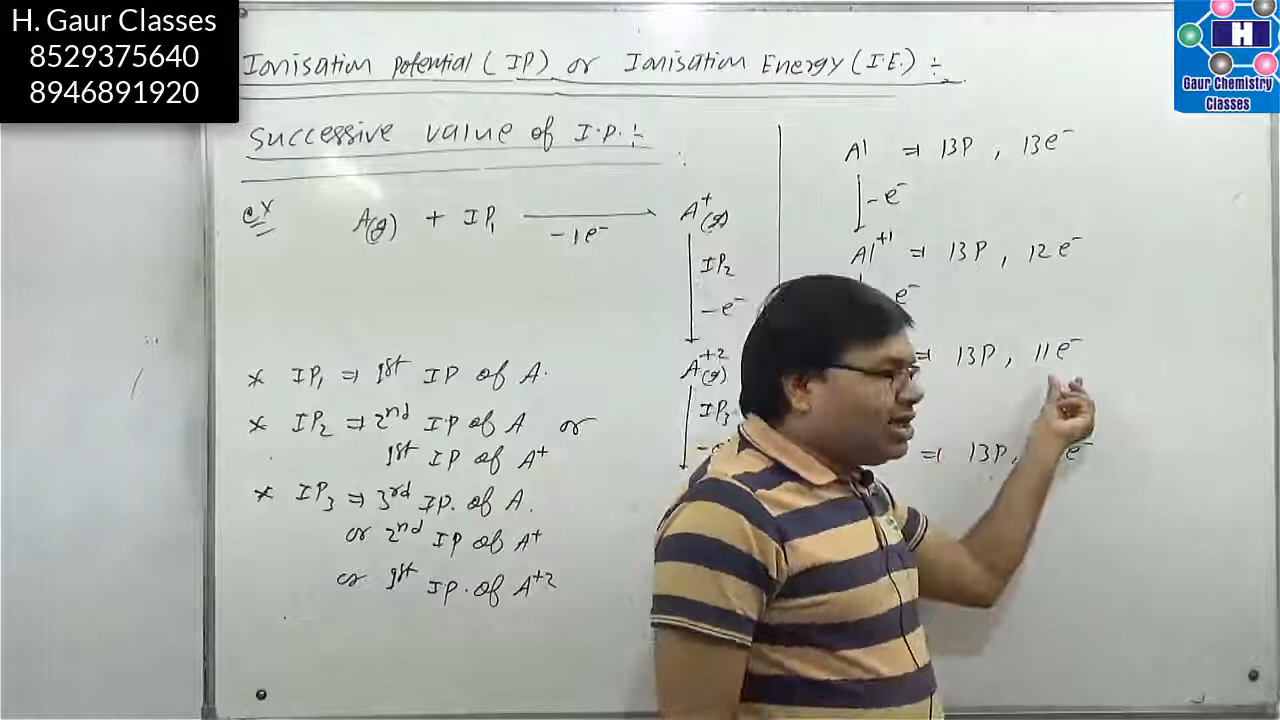 H. Gaur Classes
8529375640
8946891920
H
Gaur Chemistry
Classes
Ionisation Potential (IP) or Ionisation Energy (I.E.) :-
Successive value of I.P. :-
ex A(g) + IP₁ → A⁺(g)
-1e⁻
IP₂
-e⁻
A⁺²(g)
IP₃
* IP₁ ⇒ 1st IP of A.
* IP₂ ⇒ 2nd IP of A or
1st IP of A⁺
* IP₃ ⇒ 3rd IP. of A.
or 2nd IP of A⁺
or 1st IP. of A⁺²
Al ⇒ 13P, 13e⁻
-e⁻
Al⁺¹ ⇒ 13P, 12e⁻
e⁻
⇒ 13P, 11e⁻
⇒ 13P, e⁻